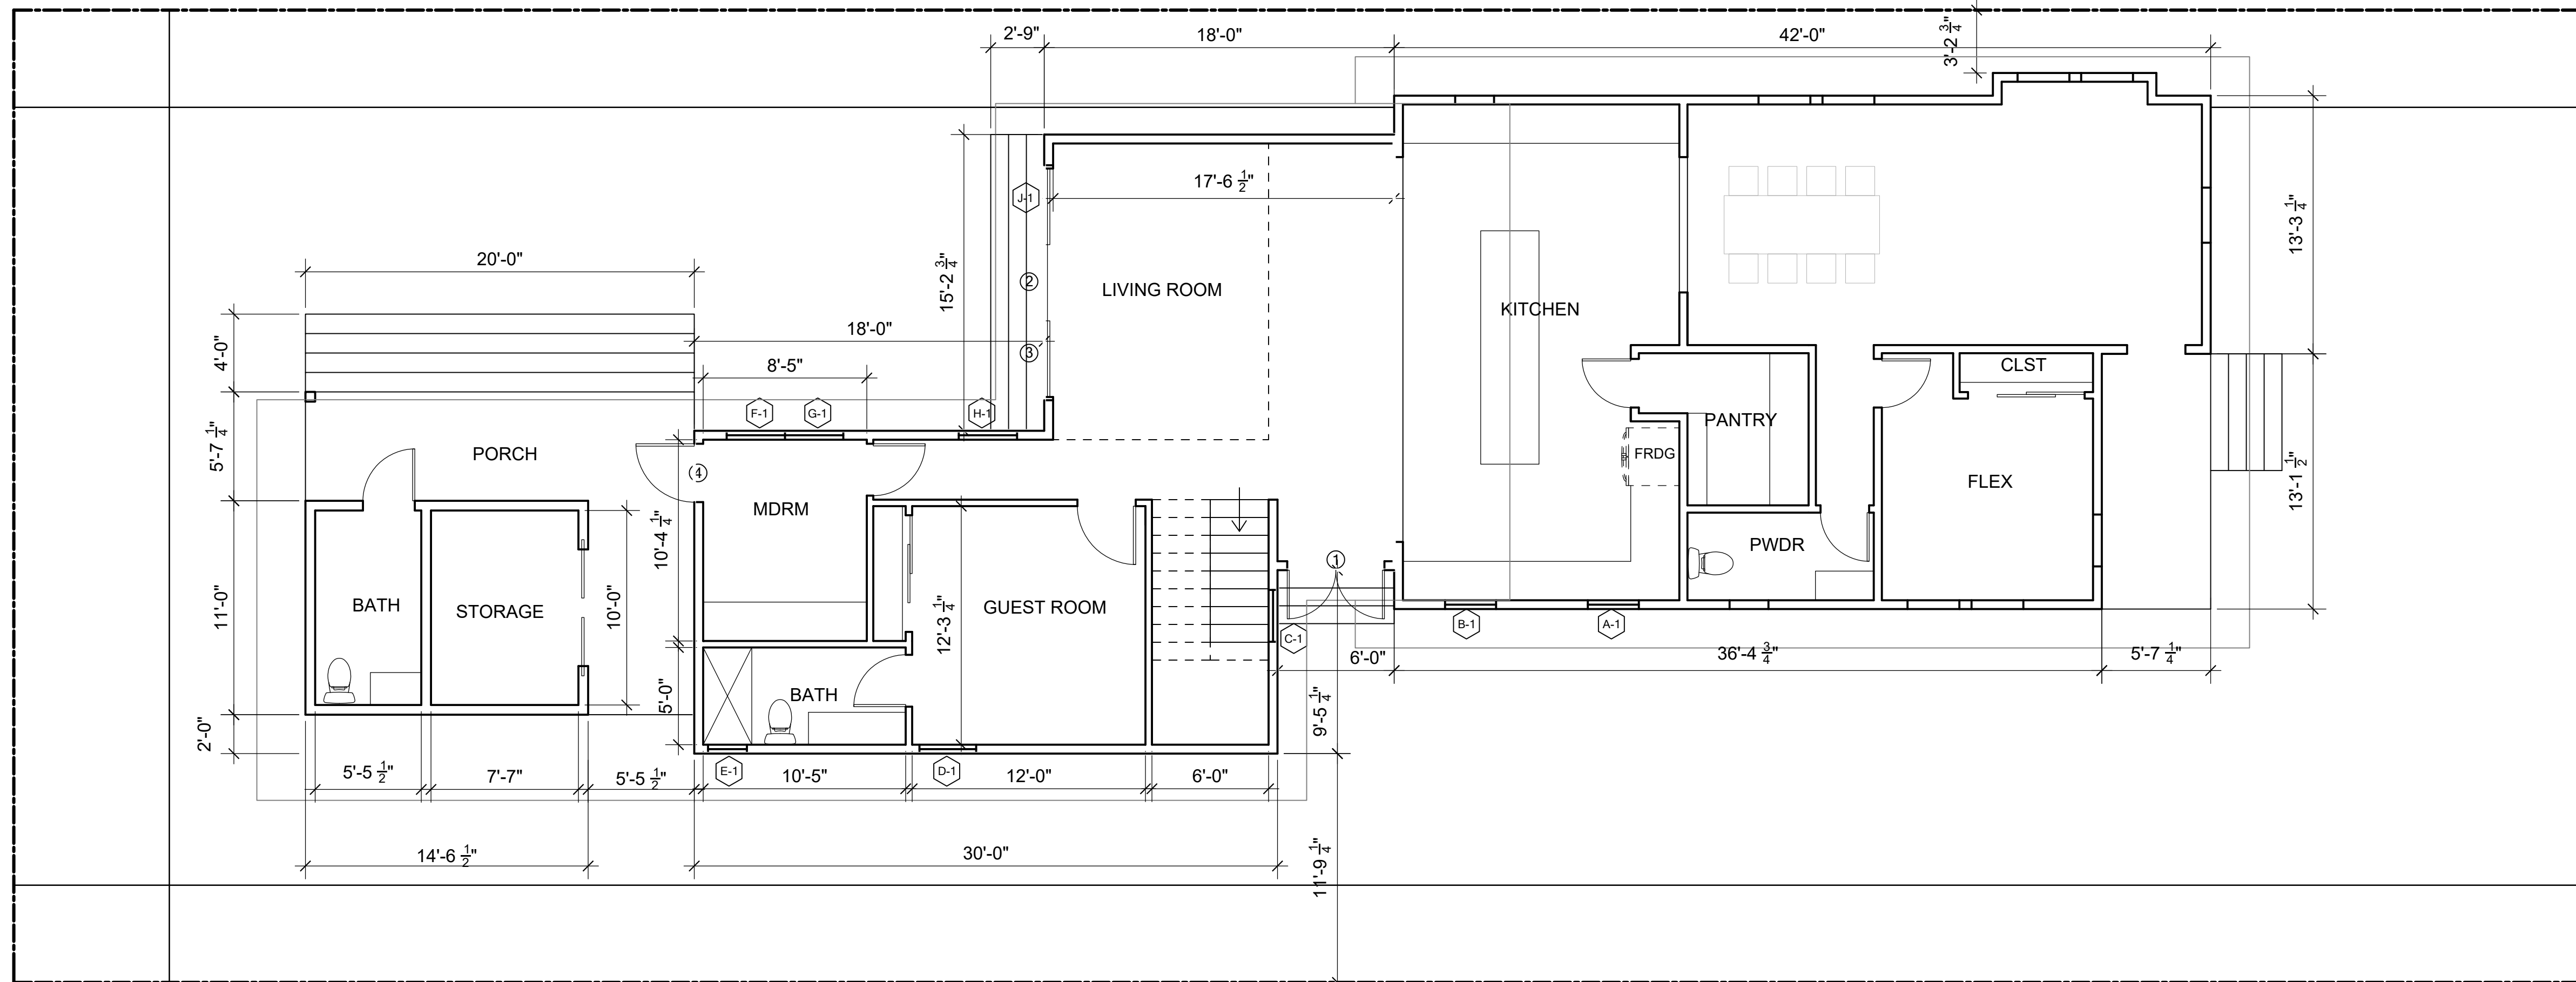 2'-9"
18'-0"
42'-0"
3'-2 3/4"
J-1
17'-6 1/2"
13'-3 1/4"
20'-0"
15'-2 3/4"
2
LIVING ROOM
KITCHEN
18'-0"
3
4'-0"
8'-5"
CLST
F-1
G-1
H-1
PANTRY
5'-7 1/4"
PORCH
FRDG
4
MDRM
FLEX
13'-1 1/2"
10'-4 1/4"
1
PWDR
11'-0"
BATH
STORAGE
10'-0"
12'-3 1/4"
GUEST ROOM
C-1
B-1
A-1
6'-0"
36'-4 3/4"
5'-7 1/4"
5'-0"
BATH
9'-5 1/4"
2'-0"
5'-5 1/2"
7'-7"
5'-5 1/2"
E-1
10'-5"
D-1
12'-0"
6'-0"
14'-6 1/2"
30'-0"
11'-9 1/4"